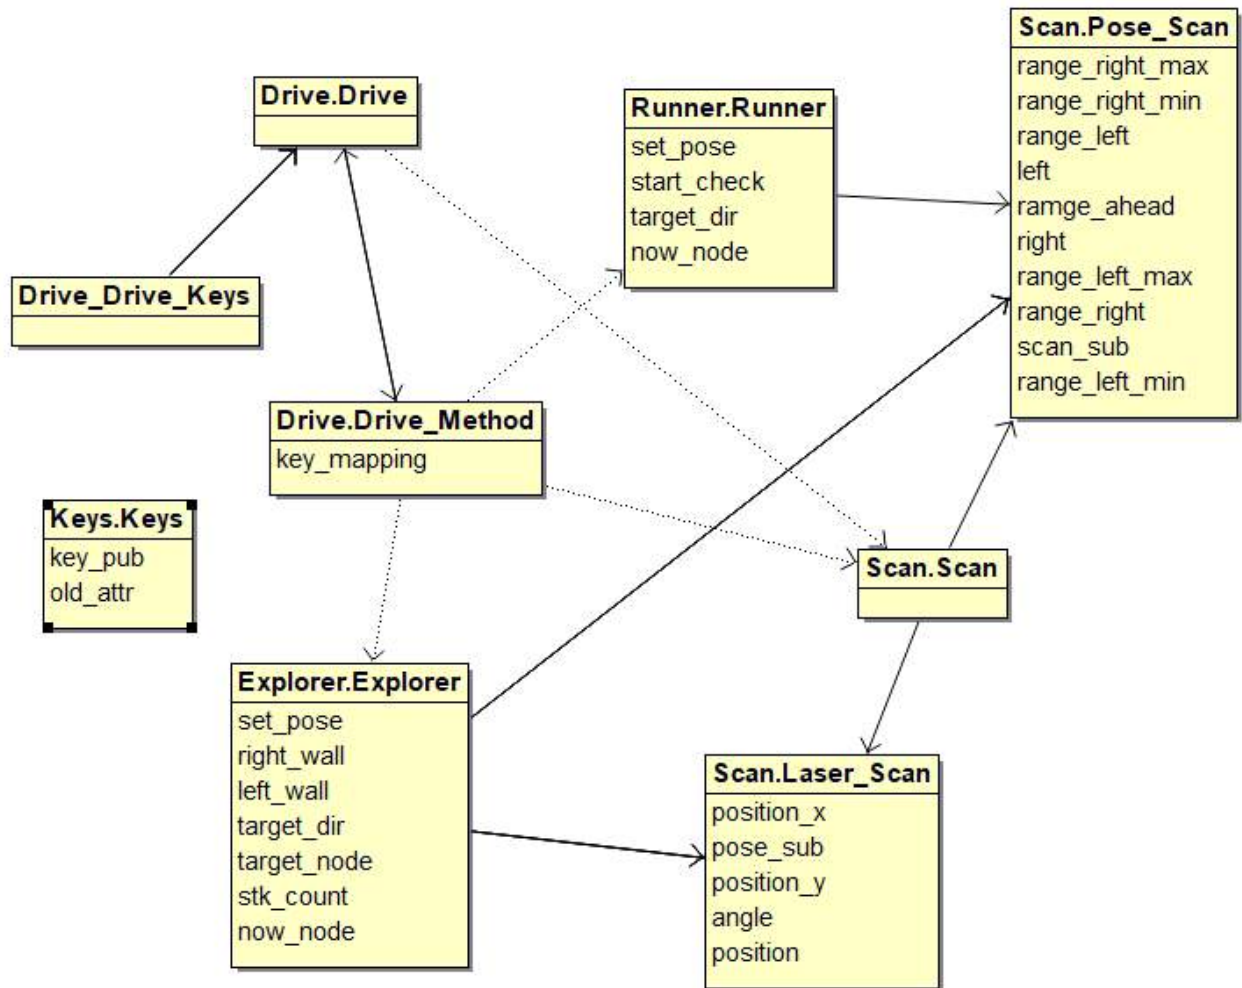 Scan.Pose_Scan
range_right_max
range_right_min
range_left
left
ramge_ahead
right
range_left_max
range_right
scan_sub
range_left_min
Drive.Drive
Runner.Runner
set_pose
start_check
target_dir
now_node
Drive_Drive_Keys
Drive.Drive_Method
key_mapping
Keys.Keys
key_pub
old_attr
Scan.Scan
Explorer.Explorer
set_pose
right_wall
left_wall
target_dir
target_node
stk_count
now_node
Scan.Laser_Scan
position_x
pose_sub
position_y
angle
position